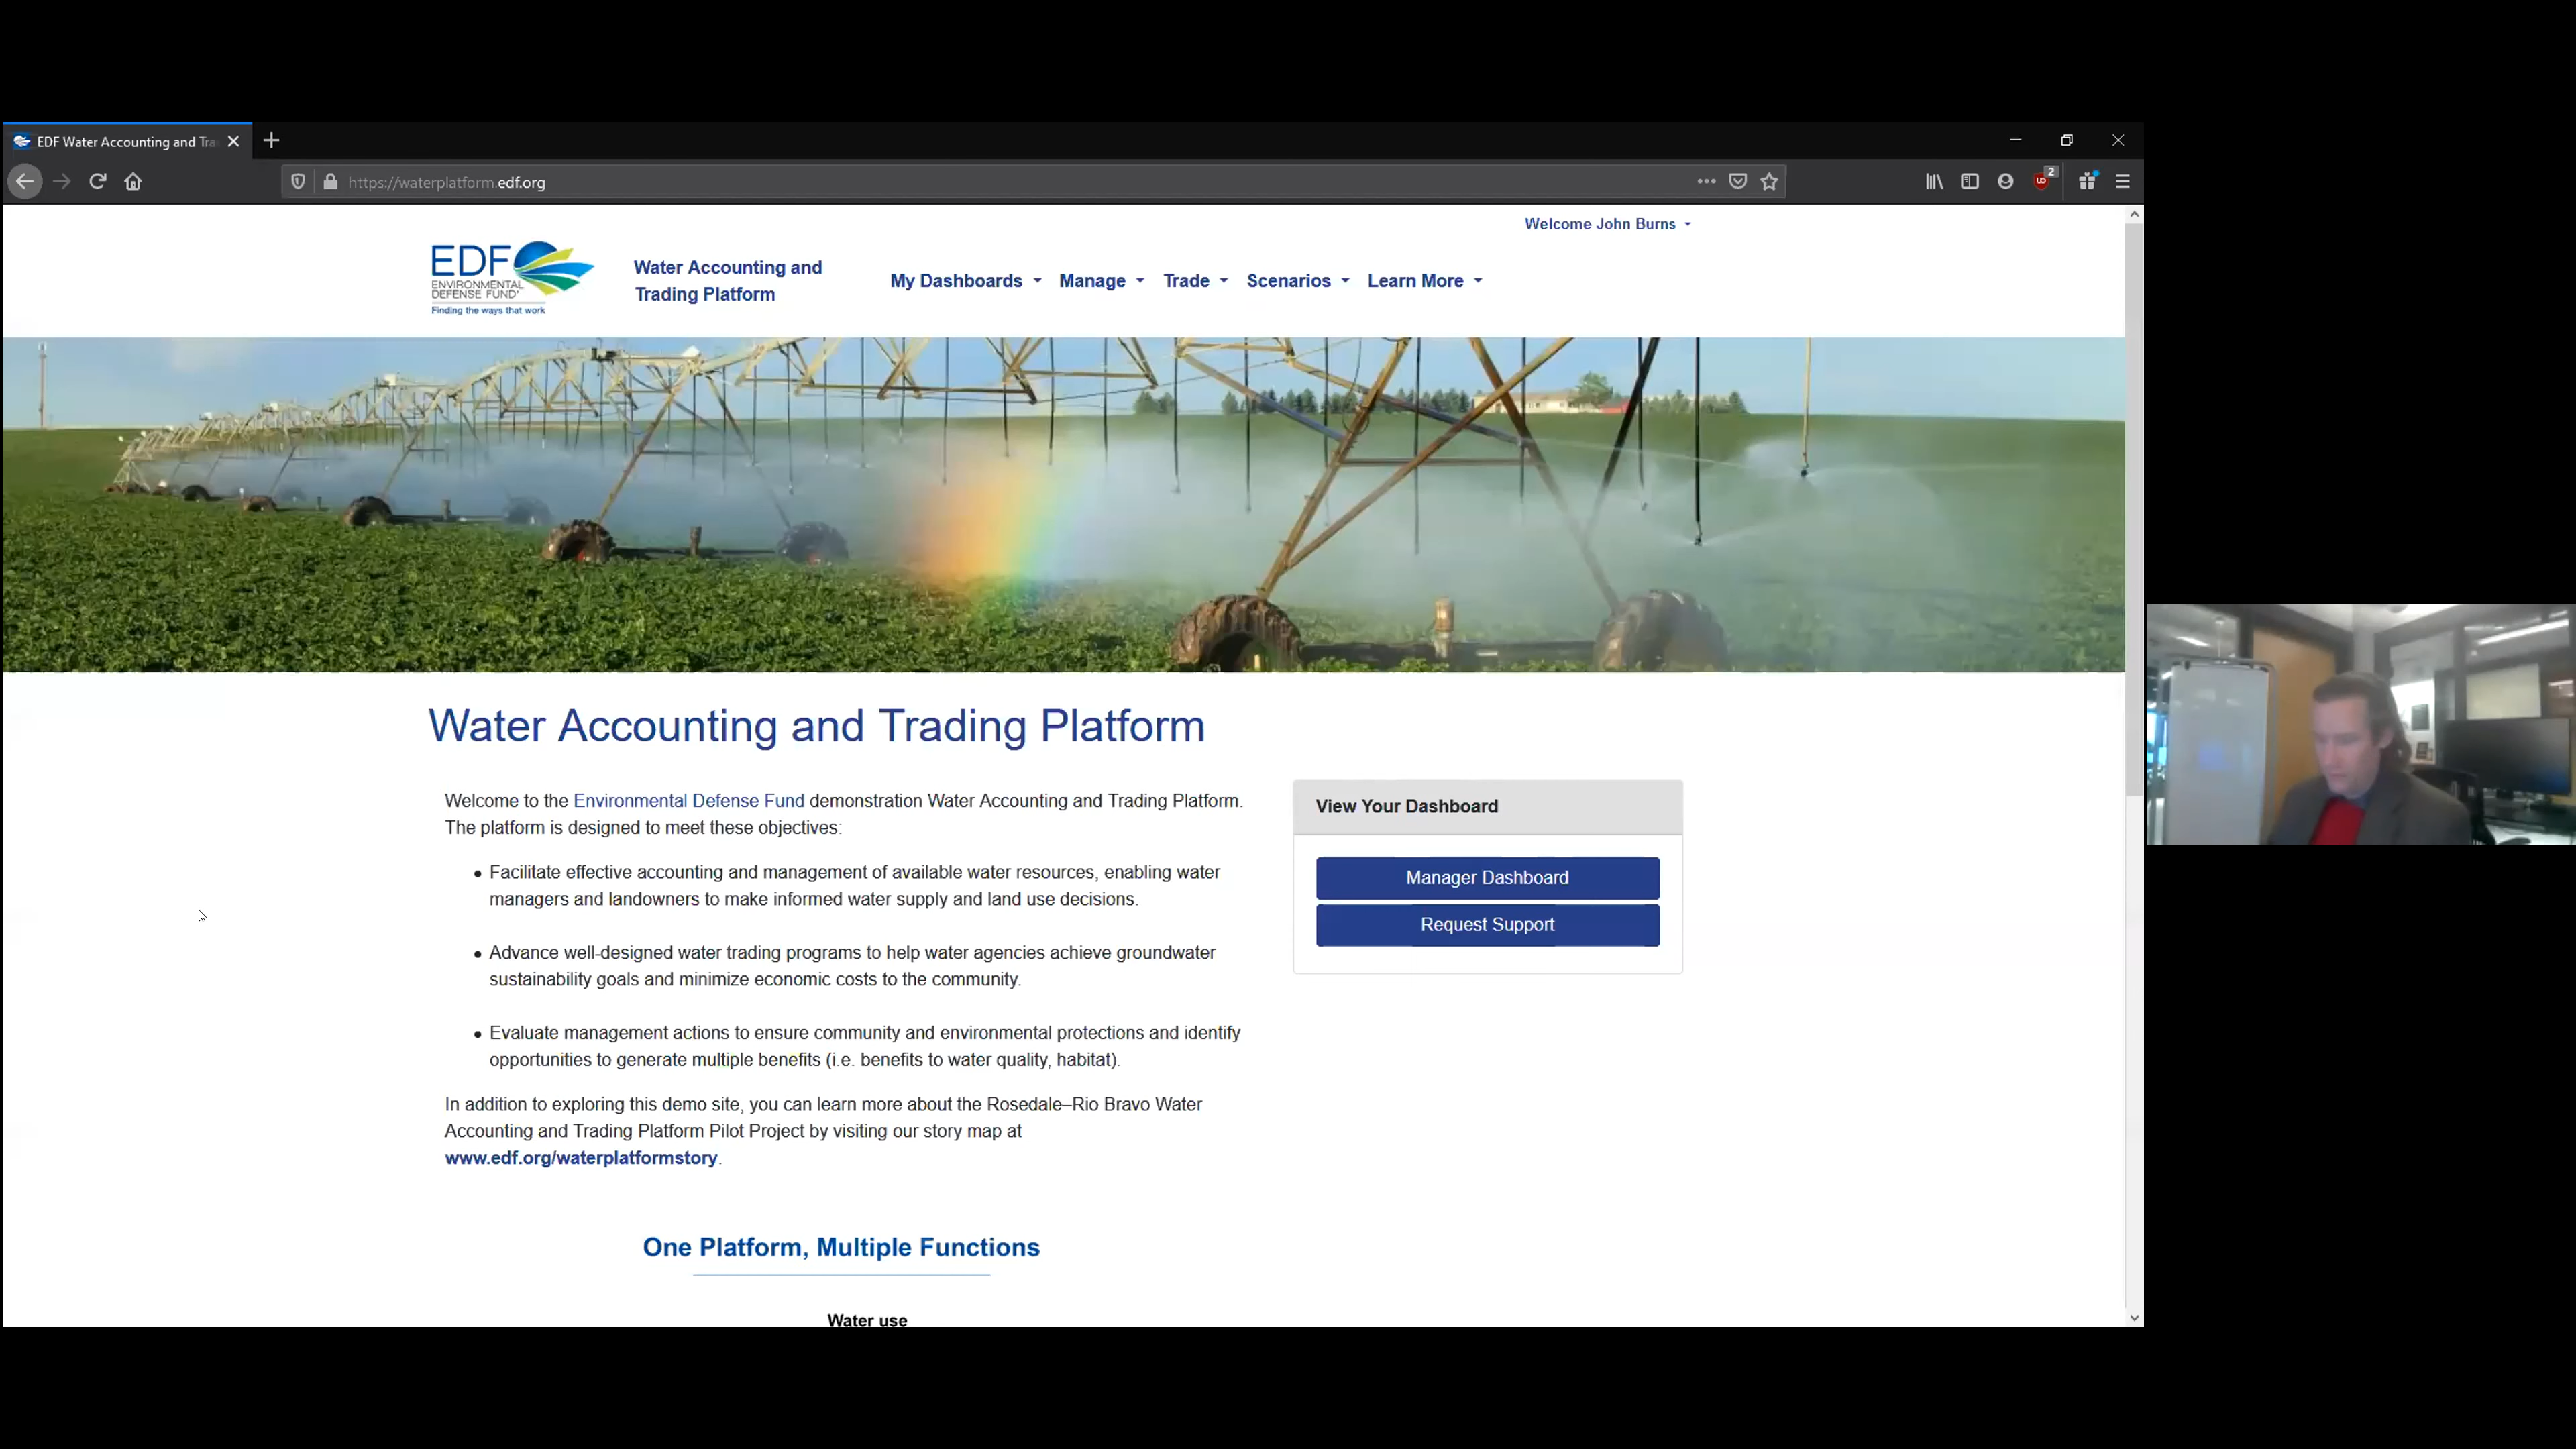 EDF Water Accounting and Tra
https://waterplatform.edf.org
2
Welcome John Burns
EDF
ENVIRONMENTAL
DEFENSE FUND®
Finding the ways that work
Water Accounting and
Trading Platform
My Dashboards Manage Trade Scenarios Learn More
Water Accounting and Trading Platform
Welcome to the Environmental Defense Fund demonstration Water Accounting and Trading Platform.
The platform is designed to meet these objectives:
• Facilitate effective accounting and management of available water resources, enabling water
managers and landowners to make informed water supply and land use decisions.
• Advance well-designed water trading programs to help water agencies achieve groundwater
sustainability goals and minimize economic costs to the community.
• Evaluate management actions to ensure community and environmental protections and identify
opportunities to generate multiple benefits (i.e. benefits to water quality, habitat).
In addition to exploring this demo site, you can learn more about the Rosedale–Rio Bravo Water
Accounting and Trading Platform Pilot Project by visiting our story map at
www.edf.org/waterplatformstory.
View Your Dashboard
Manager Dashboard
Request Support
One Platform, Multiple Functions
Water use